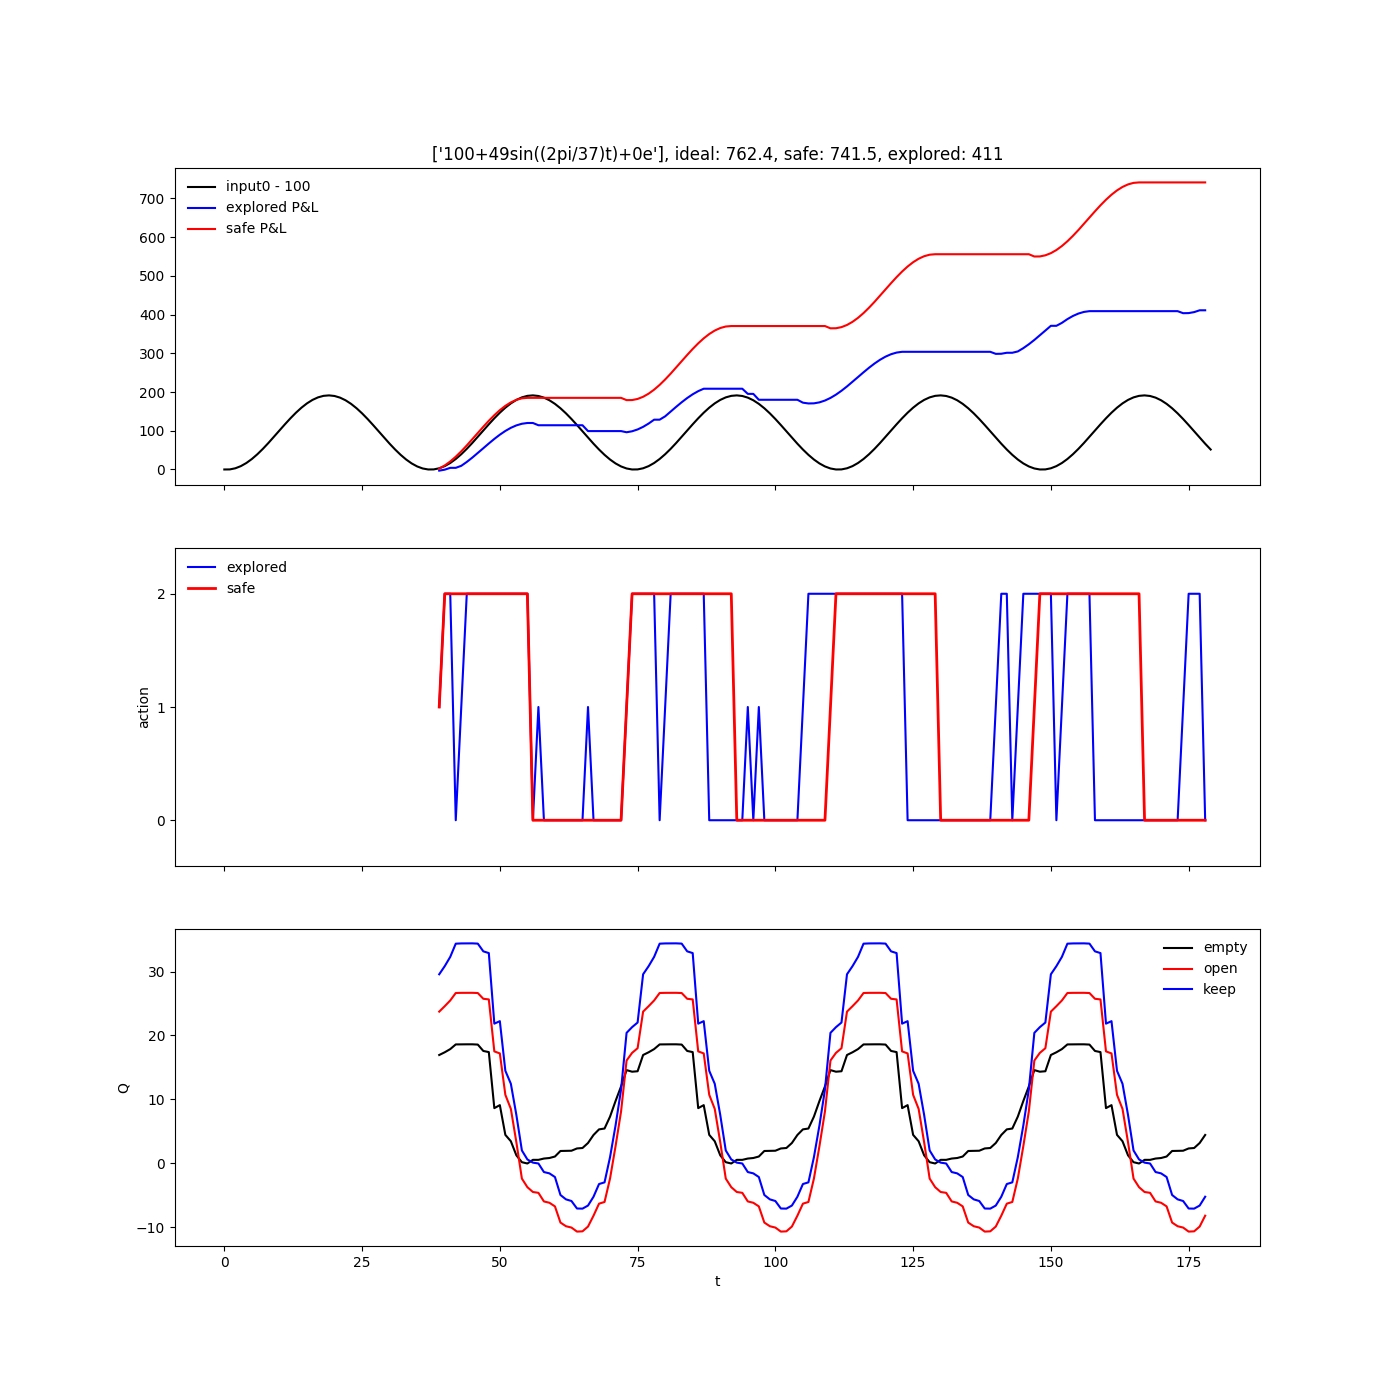 ['100+49sin((2pi/37)t)+0e'], ideal: 762.4, safe: 741.5, explored: 411
input0 - 100
explored P&L
safe P&L
700
600
500
400
300
200
100
0
explored
safe
2
1
0
action
empty
open
keep
30
20
10
0
−10
Q
0 25 50 75 100 125 150 175
t